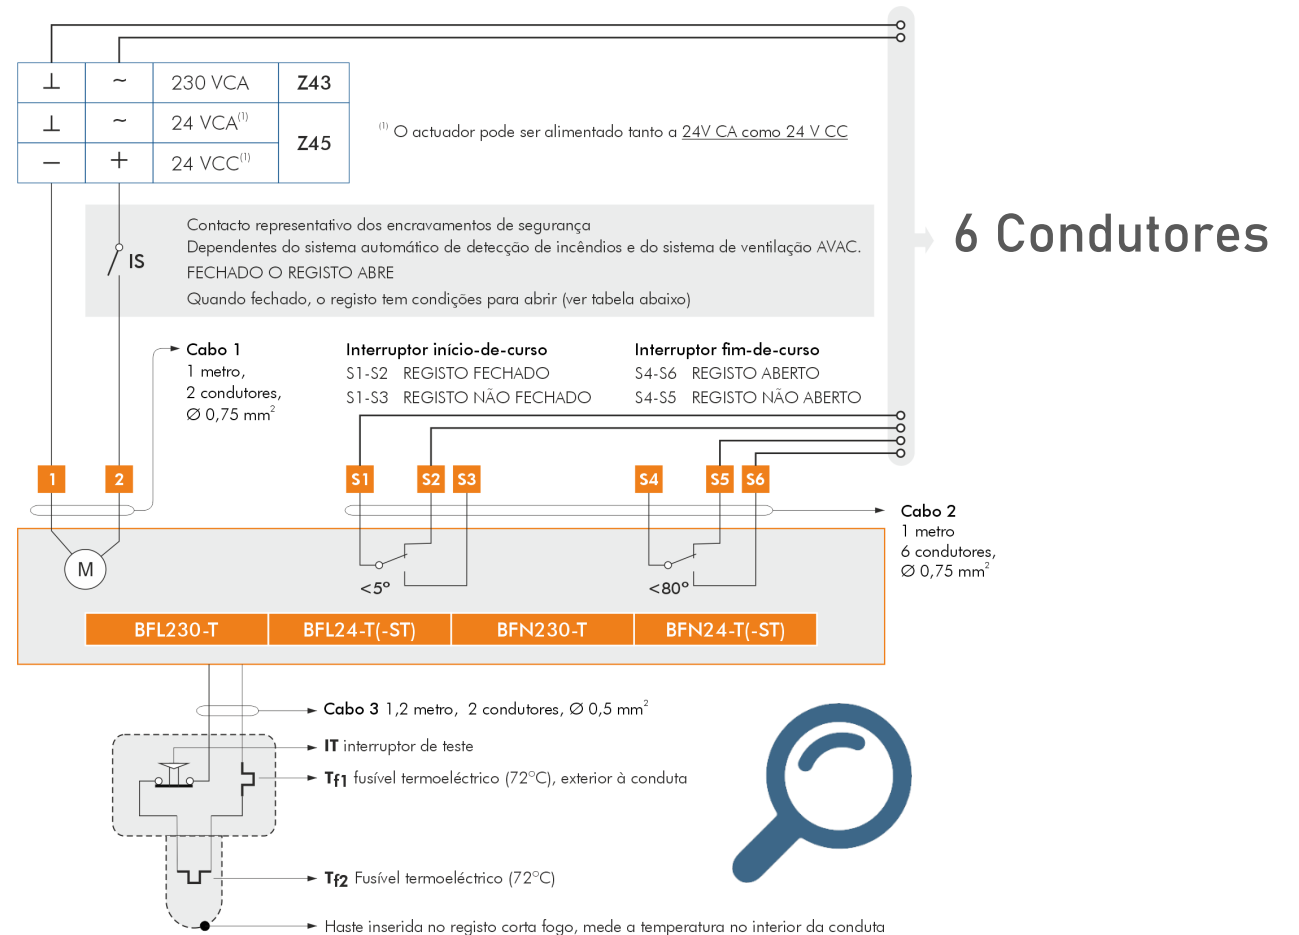 ⊥ ~ 230 VCA Z43
⊥ ~ 24 VCA(1)
Z45
− + 24 VCC(1)
(1) O actuador pode ser alimentado tanto a 24V CA como 24 V CC
6 Condutores
Contacto representativo dos encravamentos de segurança
Dependentes do sistema automático de detecção de incêndios e do sistema de ventilação AVAC.
IS
FECHADO O REGISTO ABRE
Quando fechado, o registo tem condições para abrir (ver tabela abaixo)
Cabo 1
1 metro,
2 condutores,
Ø 0,75 mm2
Interruptor início-de-curso
S1-S2 REGISTO FECHADO
S1-S3 REGISTO NÃO FECHADO
Interruptor fim-de-curso
S4-S6 REGISTO ABERTO
S4-S5 REGISTO NÃO ABERTO
1 2 S1 S2 S3 S4 S5 S6
Cabo 2
1 metro
6 condutores,
Ø 0,75 mm2
M
<5º
<80º
BFL230-T BFL24-T(-ST) BFN230-T BFN24-T(-ST)
Cabo 3 1,2 metro, 2 condutores, Ø 0,5 mm2
IT interruptor de teste
Tf1 fusível termoeléctrico (72ºC), exterior à conduta
Tf2 Fusível termoeléctrico (72ºC)
Haste inserida no registo corta fogo, mede a temperatura no interior da conduta